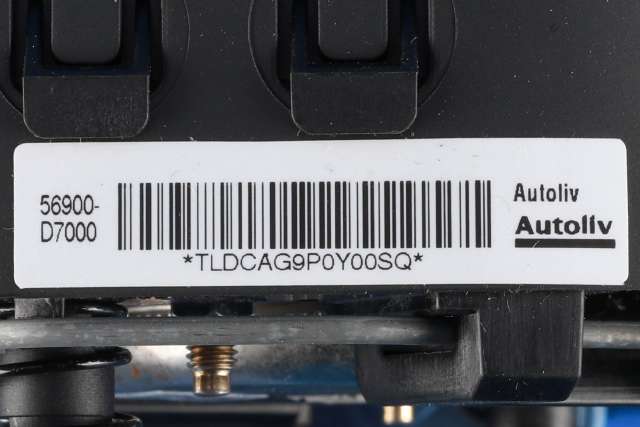 56900-
D7000
*TLDCAG9P0Y00SQ*
Autoliv
Autoliv